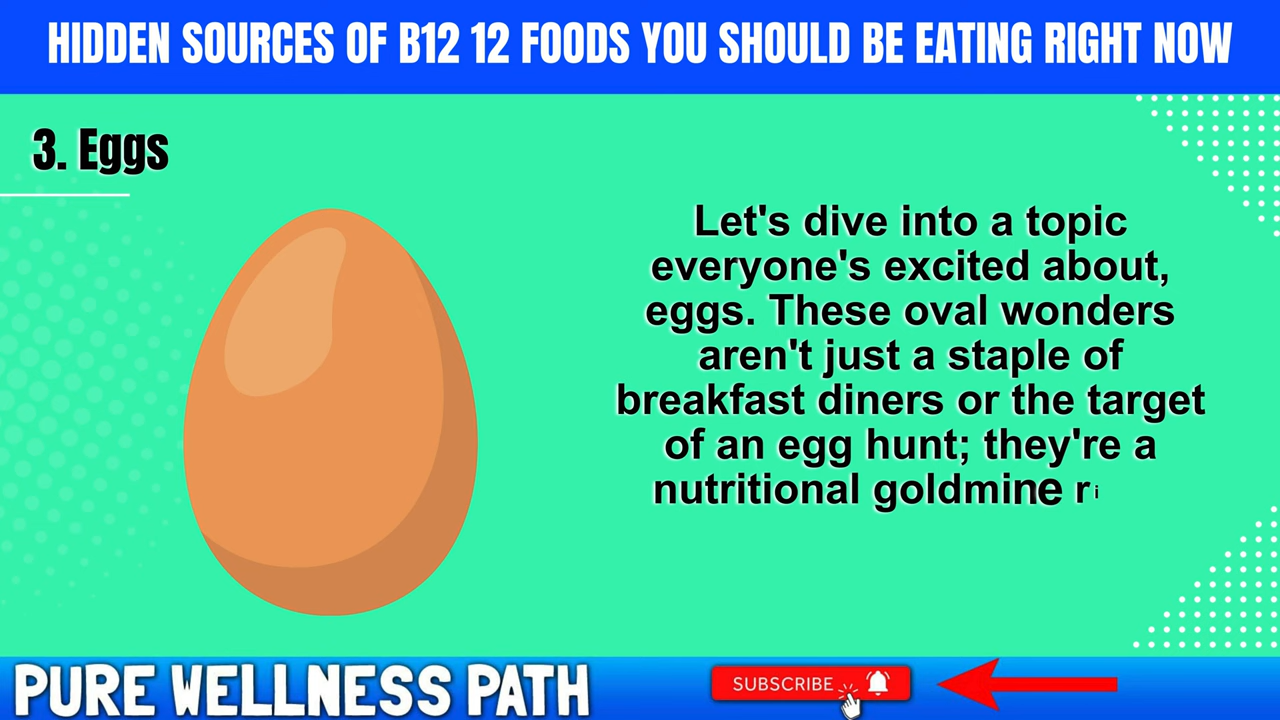 HIDDEN SOURCES OF B12 12 FOODS YOU SHOULD BE EATING RIGHT NOW
3. Eggs
Let's dive into a topic
everyone's excited about,
eggs. These oval wonders
aren't just a staple of
breakfast diners or the target
of an egg hunt; they're a
nutritional goldmine ri
PURE WELLNESS PATH
SUBSCRIBE